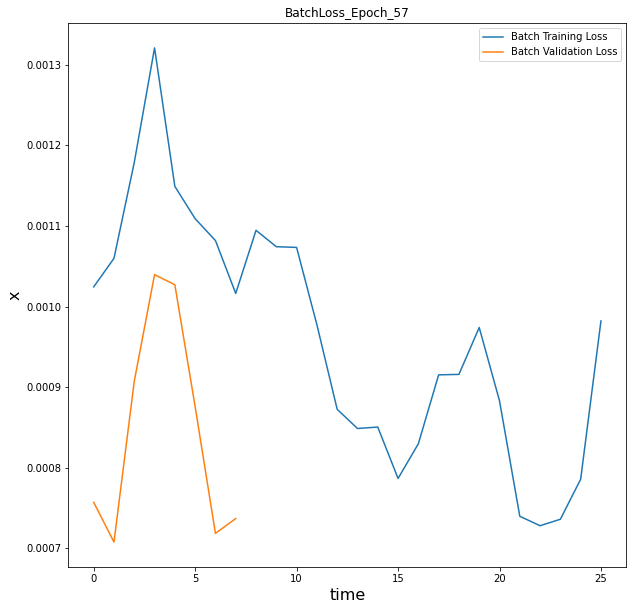 BatchLoss_Epoch_57
Batch Training Loss
Batch Validation Loss
0.0013
0.0012
0.0011
0.0010
0.0009
0.0008
0.0007
x
0 5 10 15 20 25
time